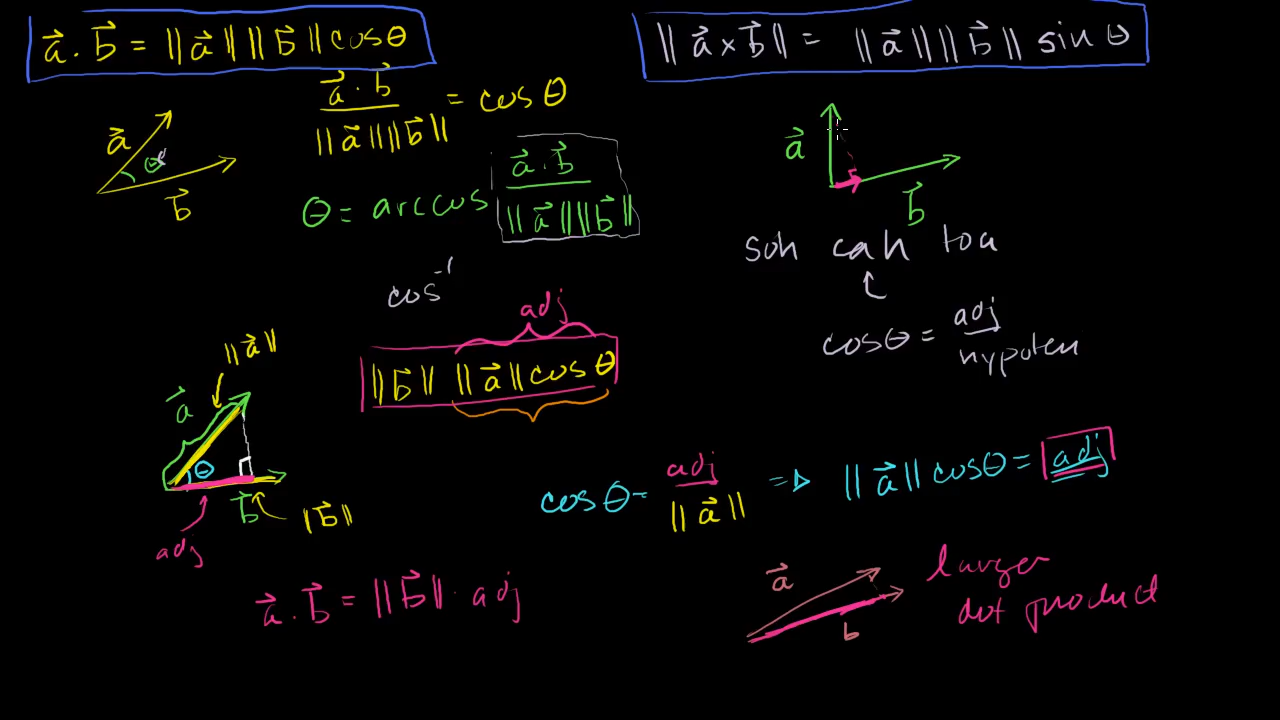 a⃗ · b⃗ = ‖a⃗‖ ‖b⃗‖ cos θ
‖a⃗ × b⃗‖ = ‖a⃗‖ ‖b⃗‖ sin θ
a⃗
θ
b⃗
a⃗ · b⃗ / ‖a⃗‖ ‖b⃗‖ = cos θ
θ = arccos a⃗ · b⃗ / ‖a⃗‖ ‖b⃗‖
cos⁻¹
a⃗
b⃗
soh cah toa
cos θ = adj / hypoten
adj
‖b⃗‖ ‖a⃗‖ cos θ
‖a⃗‖
a⃗
θ
b⃗
‖b⃗‖
adj
cos θ = adj / ‖a⃗‖ ⇒ ‖a⃗‖ cos θ = adj
a⃗ · b⃗ = ‖b⃗‖ · adj
a⃗
b
larger
dot product